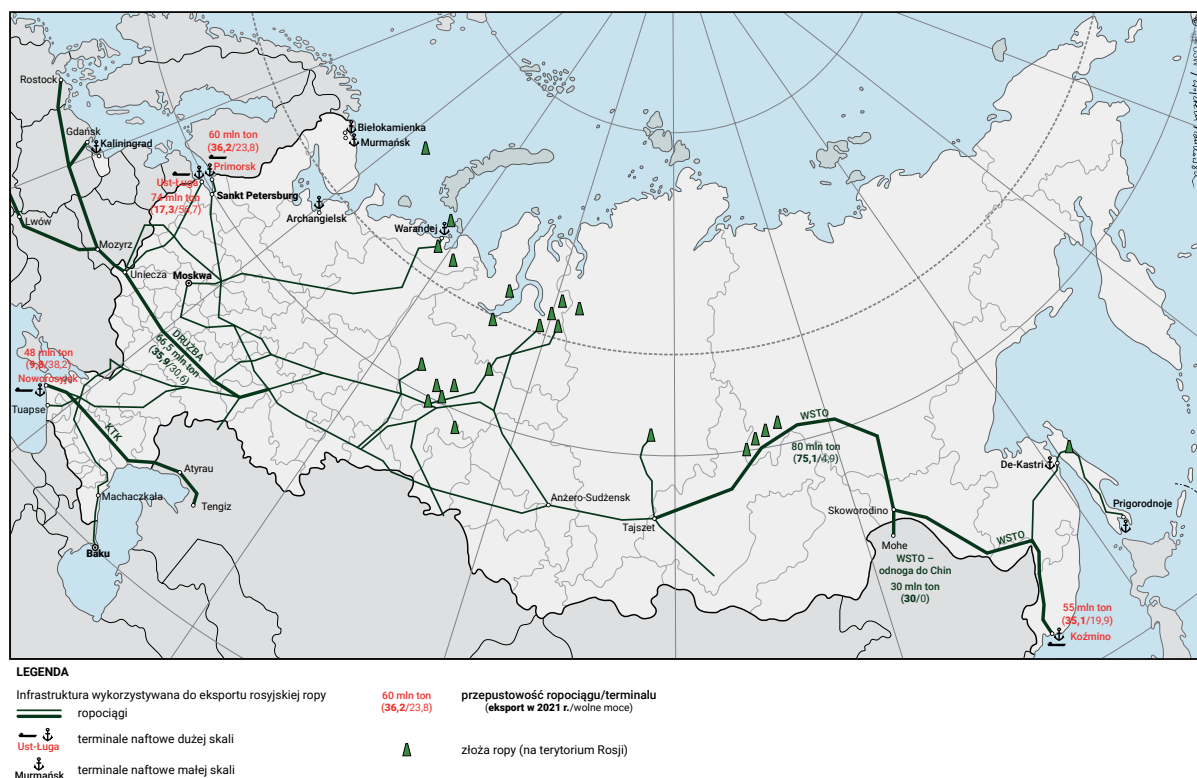 Rostock
Gdańsk
Kaliningrad
60 mln ton
(36,2/23,8)
Primorsk
Ust-Ługa
74 mln ton
Sankt Petersburg
Biełokamienka
Murmańsk
Archangielsk
Warandej
Lwów
Mozyrz
Uniecza
Moskwa
DRUŻBA
66,5 mln ton
(35,9/30,6)
48 mln ton
(9,8/38,2)
Noworosyjsk
Tuapse
KTK
Atyrau
Tengiz
Machaczkała
Baku
Anżero-Sudżensk
Tajszet
WSTO
80 mln ton
(75,1/4,9)
Skoworodino
Mohe
WSTO –
odnoga do Chin
30 mln ton
(30/0)
WSTO
De-Kastri
Prigorodnoje
55 mln ton
(35,1/19,9)
Koźmino
LEGENDA
Infrastruktura wykorzystywana do eksportu rosyjskiej ropy
ropociągi
Ust-Ługa
terminale naftowe dużej skali
Murmańsk
terminale naftowe małej skali
60 mln ton
(36,2/23,8)
przepustowość ropociągu/terminalu
(eksport w 2021 r./wolne moce)
złoża ropy (na terytorium Rosji)